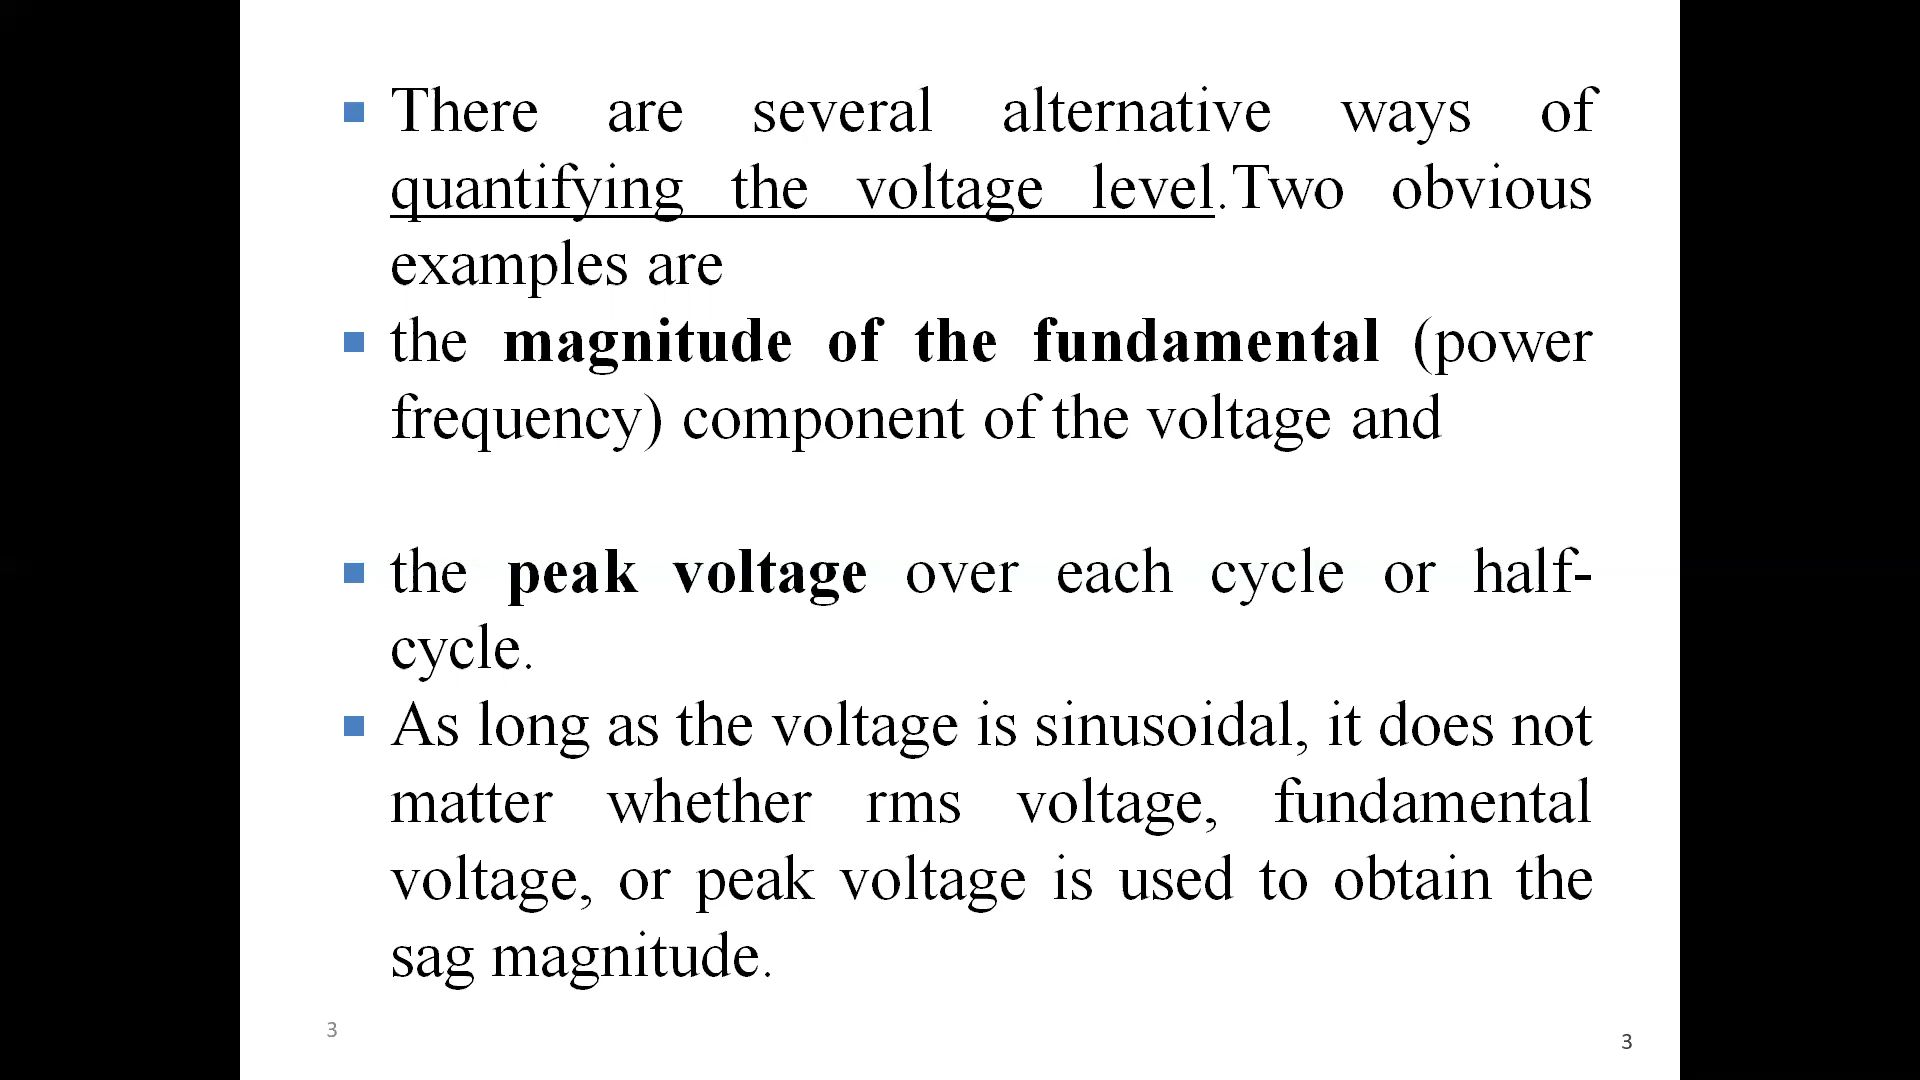 There are several alternative ways of
quantifying the voltage level.Two obvious
examples are
the magnitude of the fundamental (power
frequency) component of the voltage and
the peak voltage over each cycle or half-
cycle.
As long as the voltage is sinusoidal, it does not
matter whether rms voltage, fundamental
voltage, or peak voltage is used to obtain the
sag magnitude.
3
3